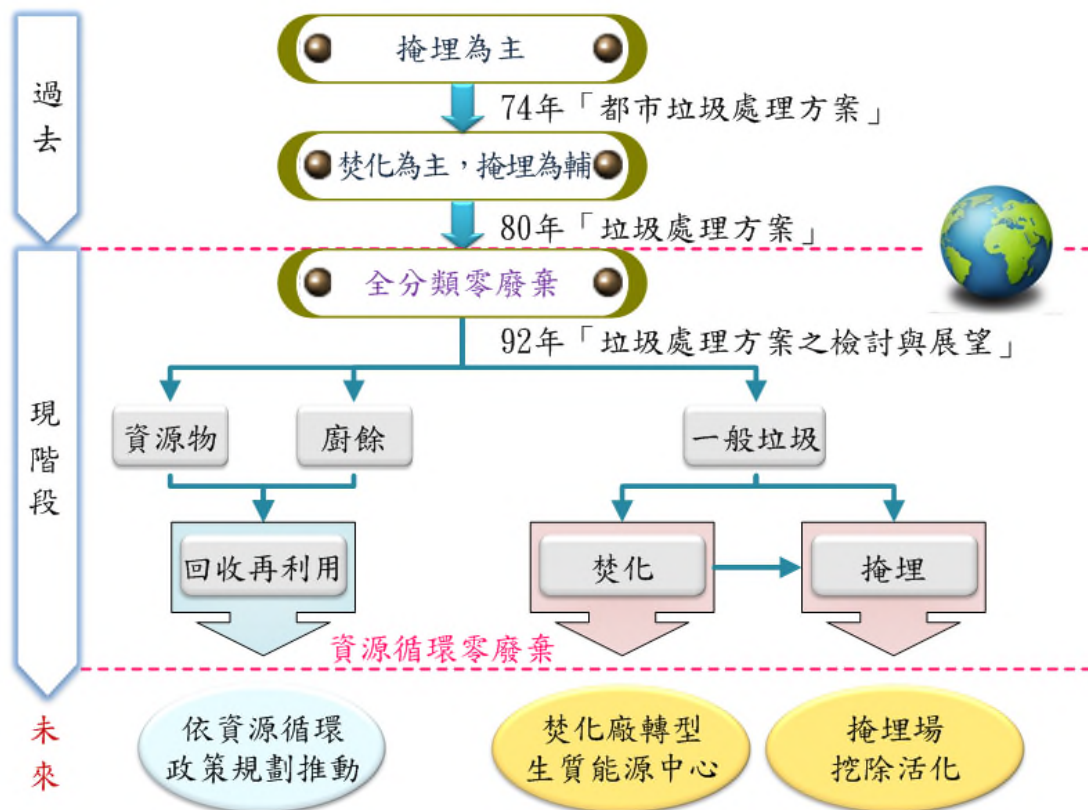 過去
掩埋為主
74年「都市垃圾處理方案」
焚化為主，掩埋為輔
80年「垃圾處理方案」
現階段
全分類零廢棄
92年「垃圾處理方案之檢討與展望」
資源物
廚餘
一般垃圾
回收再利用
焚化
掩埋
資源循環零廢棄
未來
依資源循環
政策規劃推動
焚化廠轉型
生質能源中心
掩埋場
挖除活化